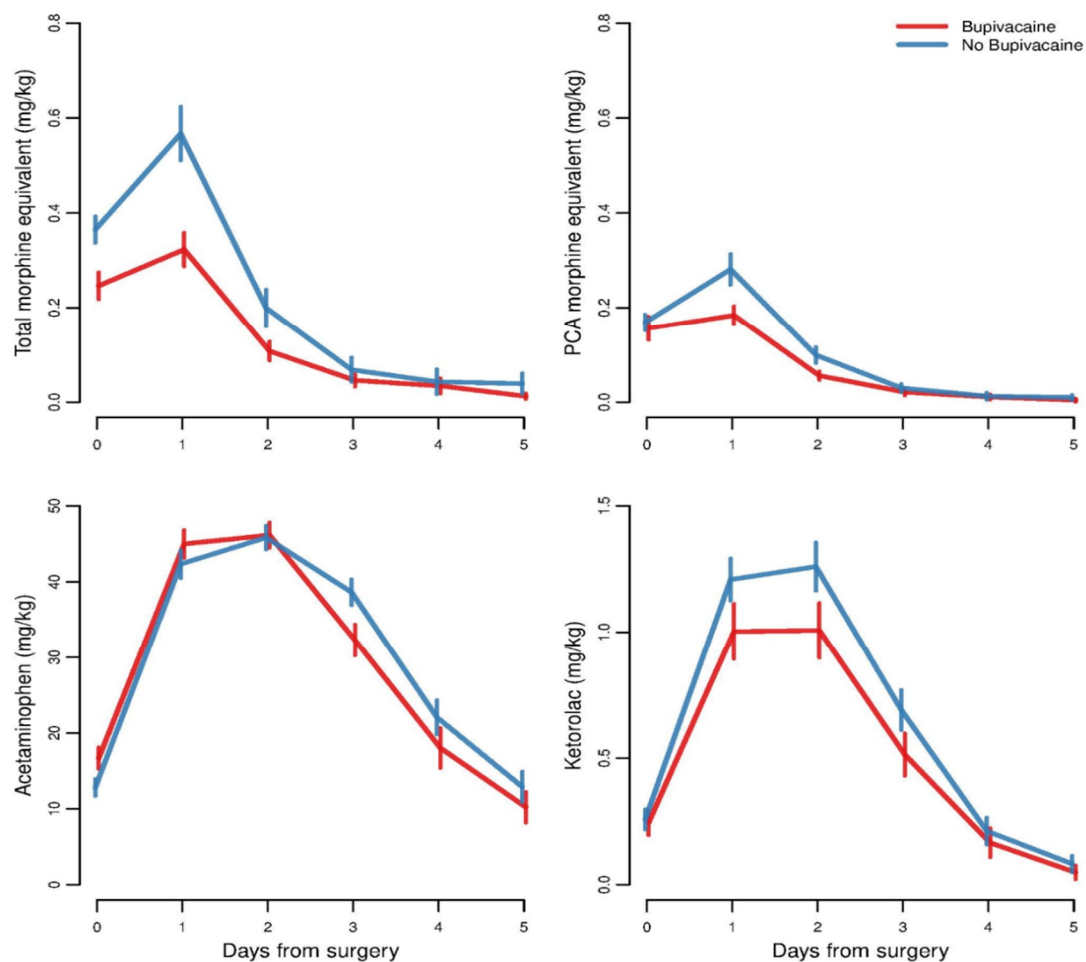 Total morphine equivalent (mg/kg)
0.8
0.6
0.4
0.2
0.0
0 1 2 3 4 5
PCA morphine equivalent (mg/kg)
0.8
0.6
0.4
0.2
0.0
0 1 2 3 4 5
Bupivacaine
No Bupivacaine
Acetaminophen (mg/kg)
50
40
30
20
10
0
0 1 2 3 4 5
Days from surgery
Ketorolac (mg/kg)
1.5
1.0
0.5
0.0
0 1 2 3 4 5
Days from surgery